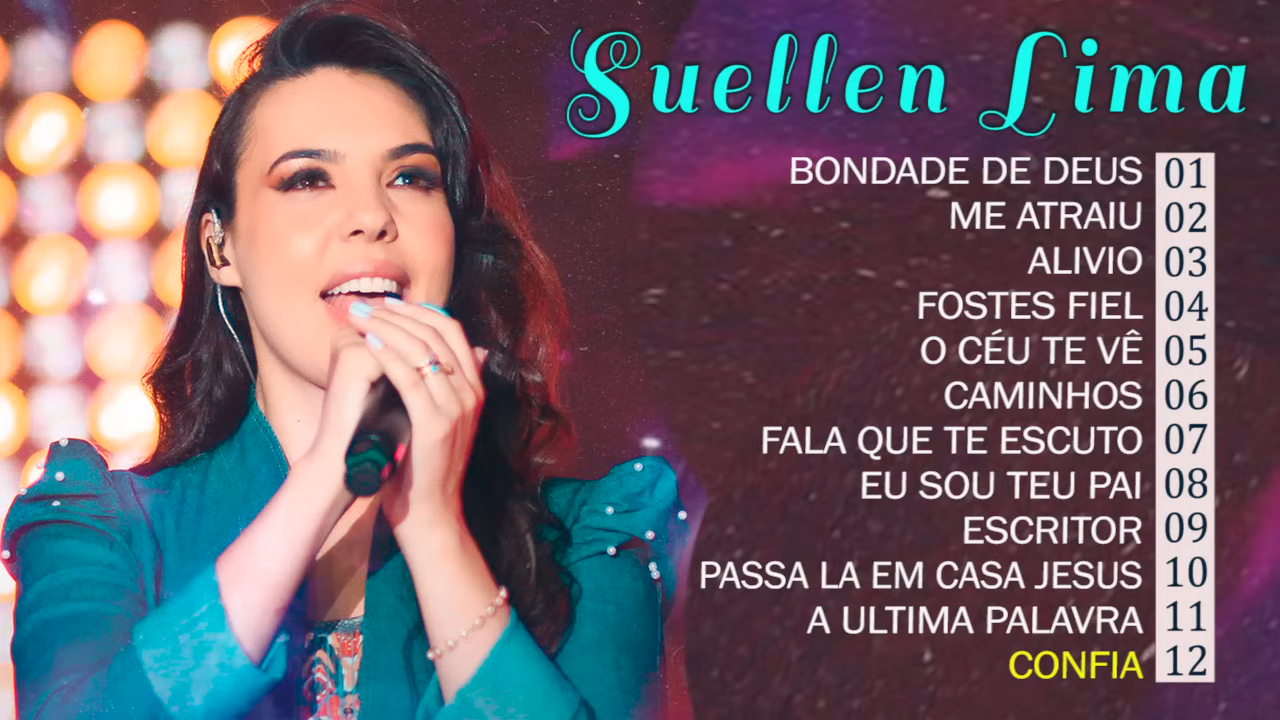 Suellen Lima
BONDADE DE DEUS 01
ME ATRAIU 02
ALIVIO 03
FOSTES FIEL 04
O CÉU TE VÊ 05
CAMINHOS 06
FALA QUE TE ESCUTO 07
EU SOU TEU PAI 08
ESCRITOR 09
PASSA LA EM CASA JESUS 10
A ULTIMA PALAVRA 11
CONFIA 12